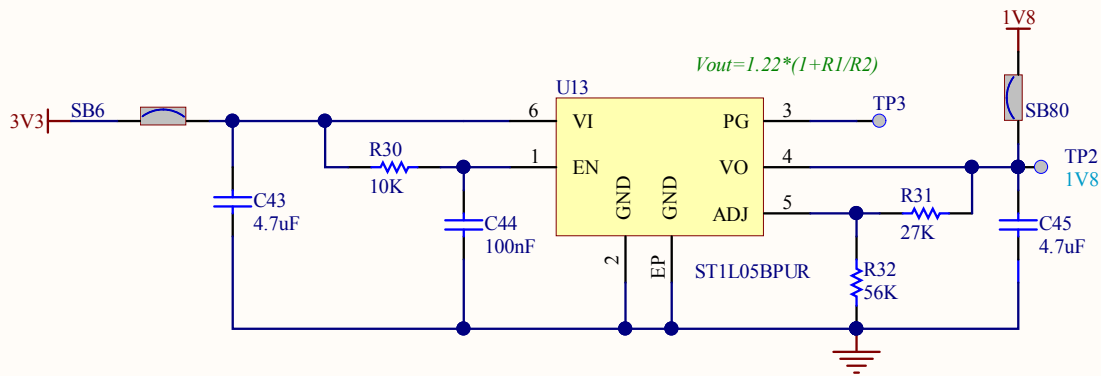 1V8
Vout=1.22*(1+R1/R2)
U13
SB6
3V3
6
VI
PG
3
TP3
SB80
R30
10K
1
EN
VO
4
TP2
1V8
C43
4.7uF
C44
100nF
GND
GND
ADJ
5
R31
27K
C45
4.7uF
2
EP
ST1L05BPUR
R32
56K